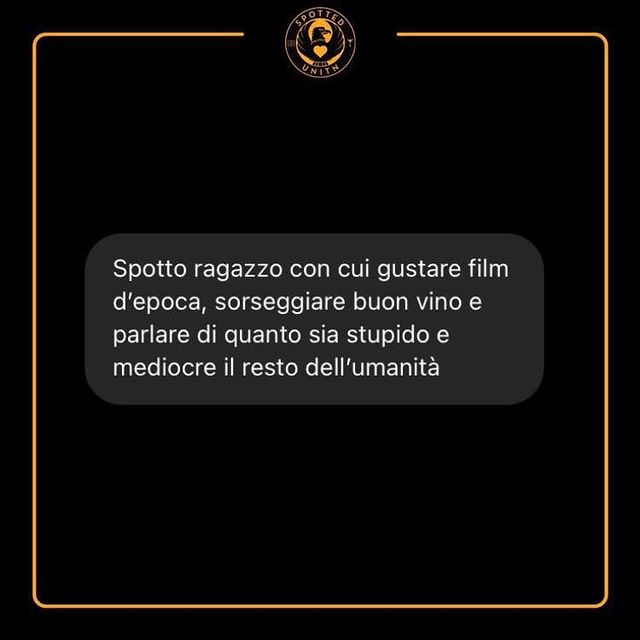 SPOTTED
UNITN
Spotto ragazzo con cui gustare film
d’epoca, sorseggiare buon vino e
parlare di quanto sia stupido e
mediocre il resto dell’umanità